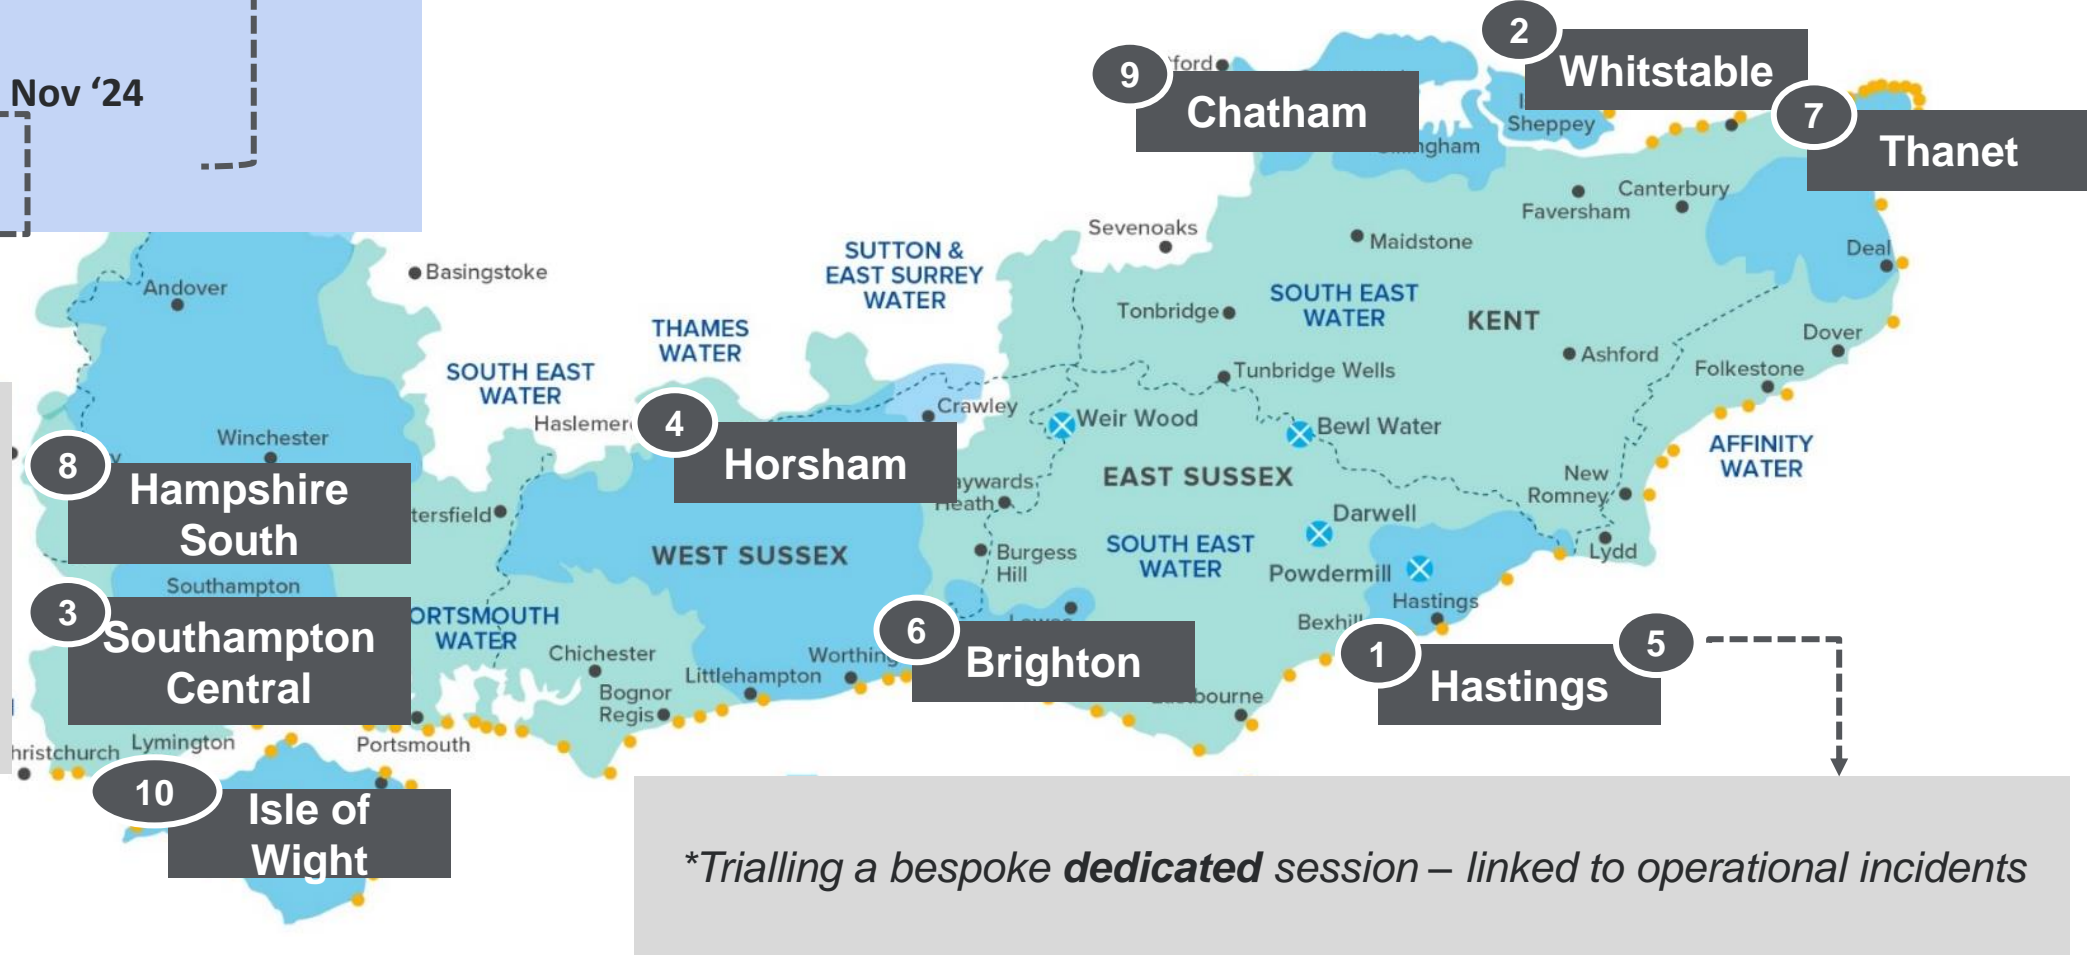 Nov ‘24
2
Whitstable
9
Chatham
Sheppey
7
Thanet
Canterbury
Faversham
Sevenoaks
Maidstone
Deal
SUTTON &
EAST SURREY
WATER
Basingstoke
Andover
SOUTH EAST
WATER
KENT
Tonbridge
THAMES
WATER
Dover
Ashford
Folkestone
SOUTH EAST
WATER
Tunbridge Wells
Crawley
4
Horsham
Weir Wood
Bewl Water
Winchester
AFFINITY
WATER
8
Hampshire
South
EAST SUSSEX
New
Romney
Darwell
WEST SUSSEX
Burgess
Hill
SOUTH EAST
WATER
Lydd
Powdermill
Southampton
Hastings
3
Southampton
Central
WATER
6
Brighton
1
Hastings
5
Chichester
Littlehampton
Bognor
Regis
Lymington
Portsmouth
10
Isle of
Wight
*Trialling a bespoke dedicated session – linked to operational incidents